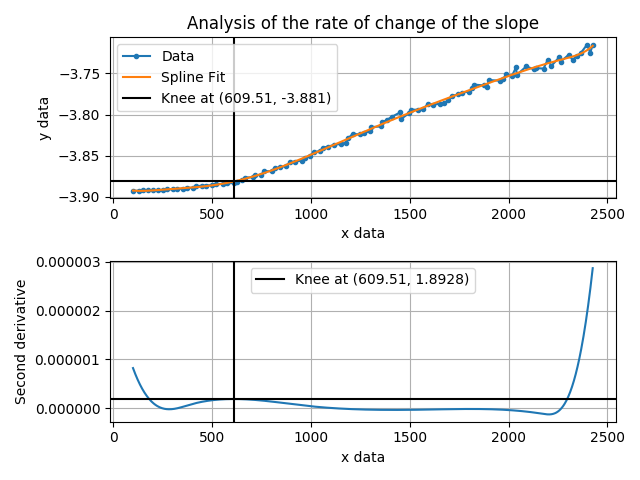 Analysis of the rate of change of the slope
Data
Spline Fit
Knee at (609.51, -3.881)
−3.75
−3.80
−3.85
−3.90
y data
0
500
1000
1500
2000
2500
x data
Knee at (609.51, 1.8928)
0.000003
0.000002
0.000001
0.000000
Second derivative
0
500
1000
1500
2000
2500
x data